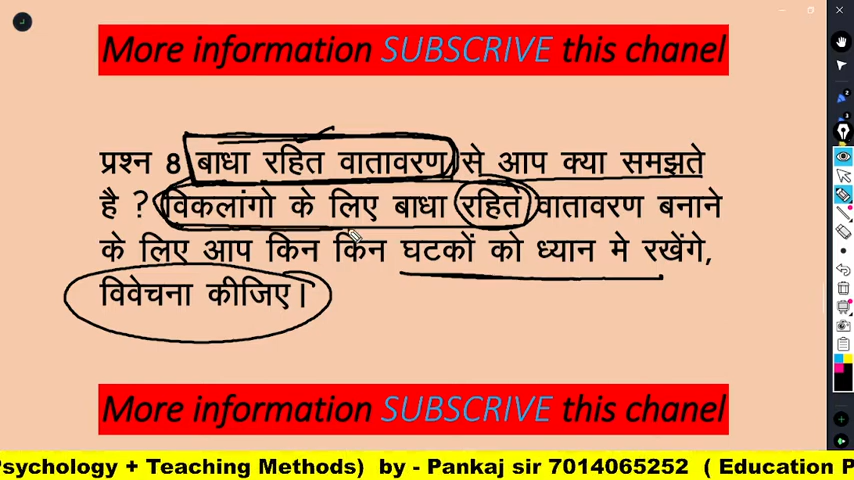 More information SUBSCRIVE this chanel
प्रश्न 8 बाधा रहित वातावरण से आप क्या समझते
है ? विकलांगो के लिए बाधा रहित वातावरण बनाने
के लिए आप किन किन घटकों को ध्यान मे रखेंगे,
विवेचना कीजिए।
More information SUBSCRIVE this chanel
Psychology + Teaching Methods) by - Pankaj sir 7014065252 ( Education P